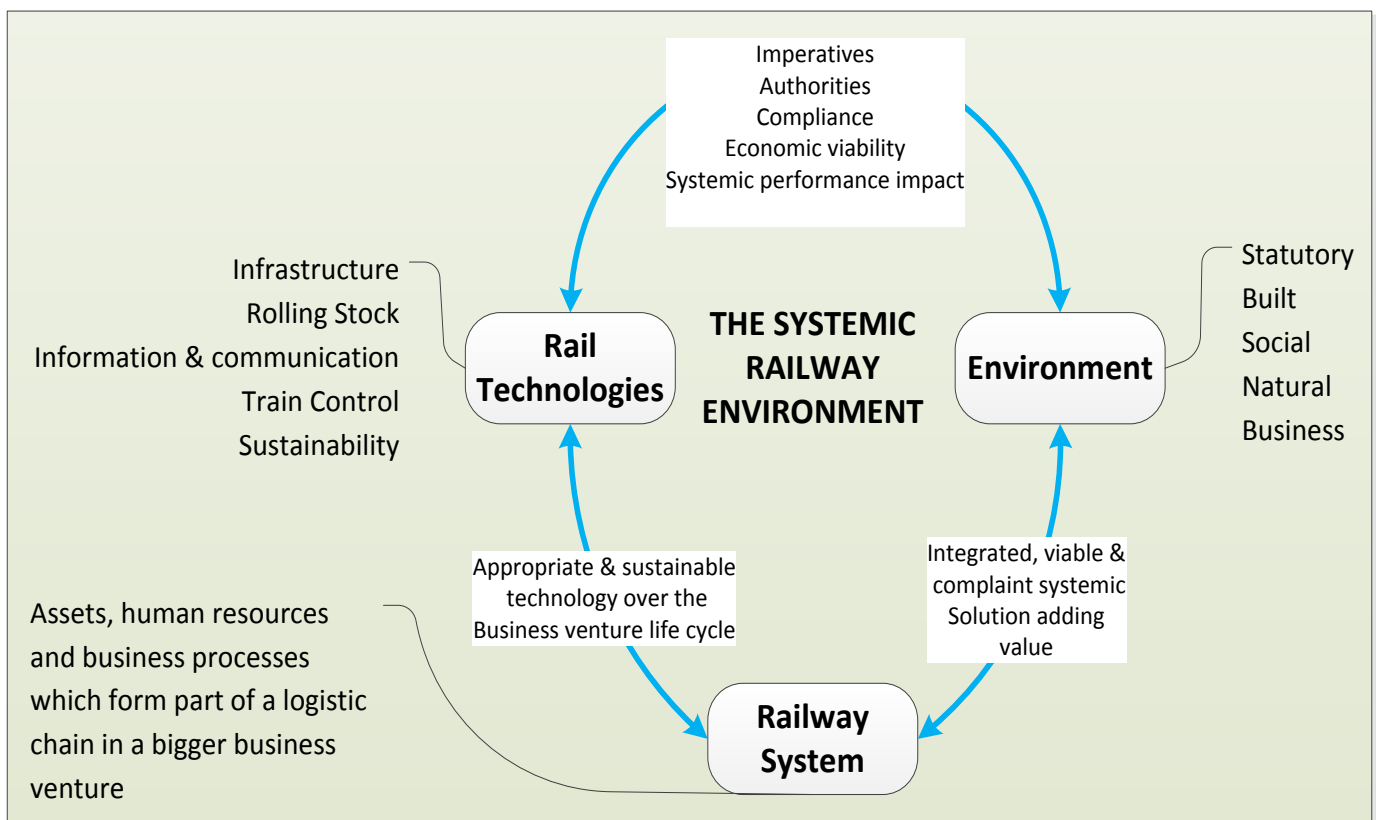 Imperatives
Authorities
Compliance
Economic viability
Systemic performance impact
Infrastructure
Rolling Stock
Information & communication
Train Control
Sustainability
Rail
Technologies
THE SYSTEMIC
RAILWAY
ENVIRONMENT
Environment
Statutory
Built
Social
Natural
Business
Appropriate & sustainable
technology over the
Business venture life cycle
Integrated, viable &
complaint systemic
Solution adding
value
Assets, human resources
and business processes
which form part of a logistic
chain in a bigger business
venture
Railway
System